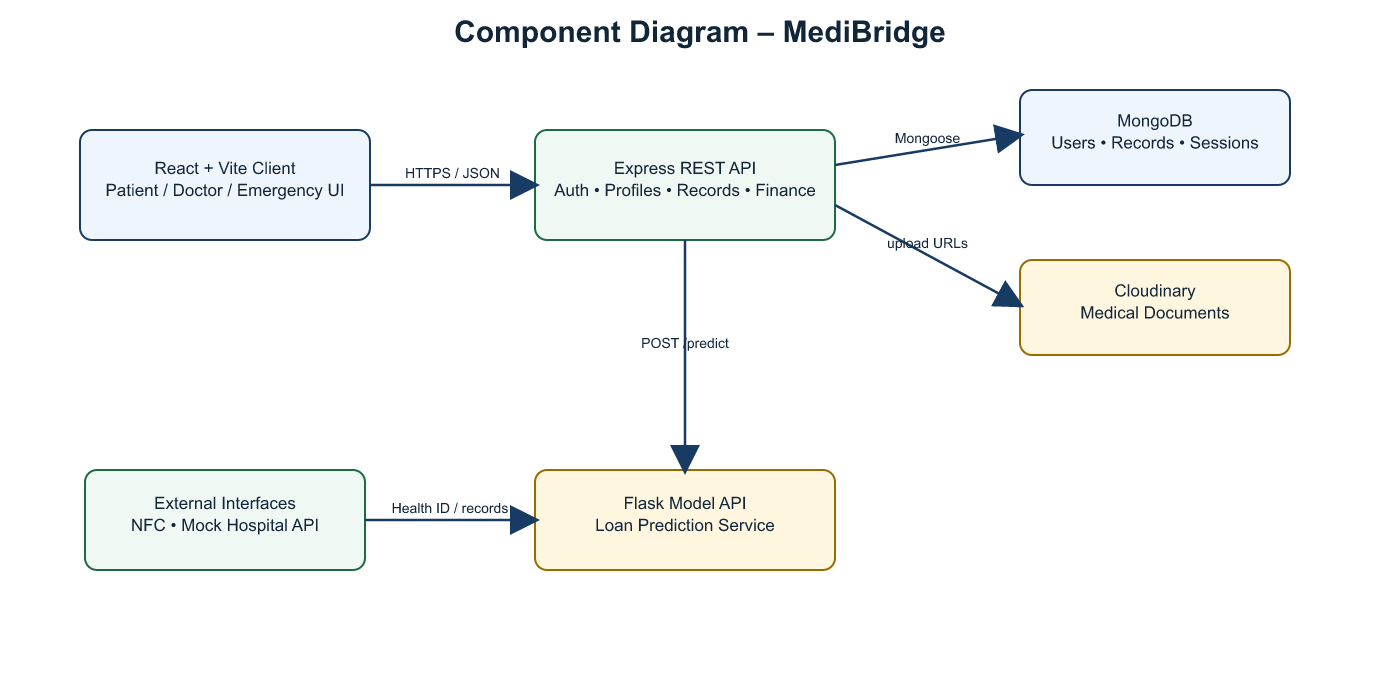 Component Diagram – MediBridge
React + Vite Client
Patient / Doctor / Emergency UI
HTTPS / JSON
Express REST API
Auth • Profiles • Records • Finance
Mongoose
MongoDB
Users • Records • Sessions
upload URLs
Cloudinary
Medical Documents
POST /predict
External Interfaces
NFC • Mock Hospital API
Health ID / records
Flask Model API
Loan Prediction Service